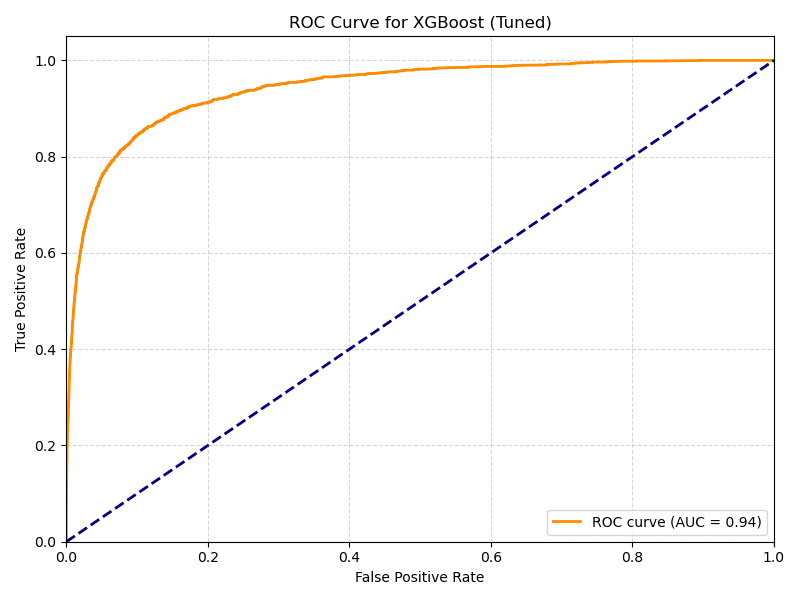 ROC Curve for XGBoost (Tuned)
True Positive Rate
1.0
0.8
0.6
0.4
0.2
0.0
ROC curve (AUC = 0.94)
0.0 0.2 0.4 0.6 0.8 1.0
False Positive Rate